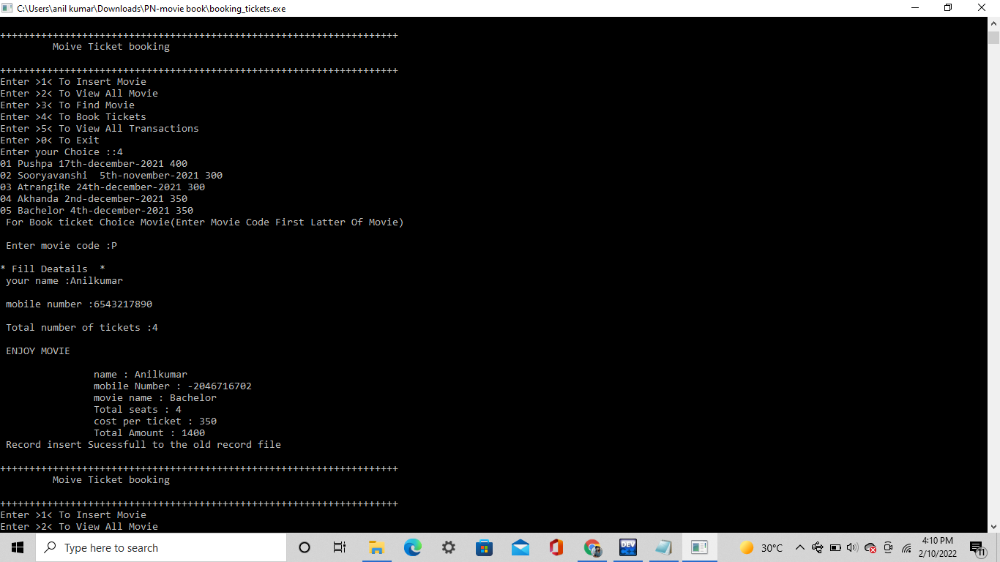 C:\Users\anil kumar\Downloads\PN-movie book\booking_tickets.exe
++++++++++++++++++++++++++++++++++++++++++++++++++++++++++++++++++++
Moive Ticket booking
++++++++++++++++++++++++++++++++++++++++++++++++++++++++++++++++++++
Enter >1< To Insert Movie
Enter >2< To View All Movie
Enter >3< To Find Movie
Enter >4< To Book Tickets
Enter >5< To View All Transactions
Enter >0< To Exit
Enter your Choice ::4
01 Pushpa 17th-december-2021 400
02 Sooryavanshi  5th-november-2021 300
03 AtrangiRe 24th-december-2021 300
04 Akhanda 2nd-december-2021 350
05 Bachelor 4th-december-2021 350
For Book ticket Choice Movie(Enter Movie Code First Latter Of Movie)
Enter movie code :P
* Fill Deatails  *
your name :Anilkumar
mobile number :6543217890
Total number of tickets :4
ENJOY MOVIE
name : Anilkumar
mobile Number : -2046716702
movie name : Bachelor
Total seats : 4
cost per ticket : 350
Total Amount : 1400
Record insert Sucessfull to the old record file
++++++++++++++++++++++++++++++++++++++++++++++++++++++++++++++++++++
Moive Ticket booking
++++++++++++++++++++++++++++++++++++++++++++++++++++++++++++++++++++
Enter >1< To Insert Movie
Enter >2< To View All Movie
Type here to search
DEV
30°C
4:10 PM
2/10/2022
11